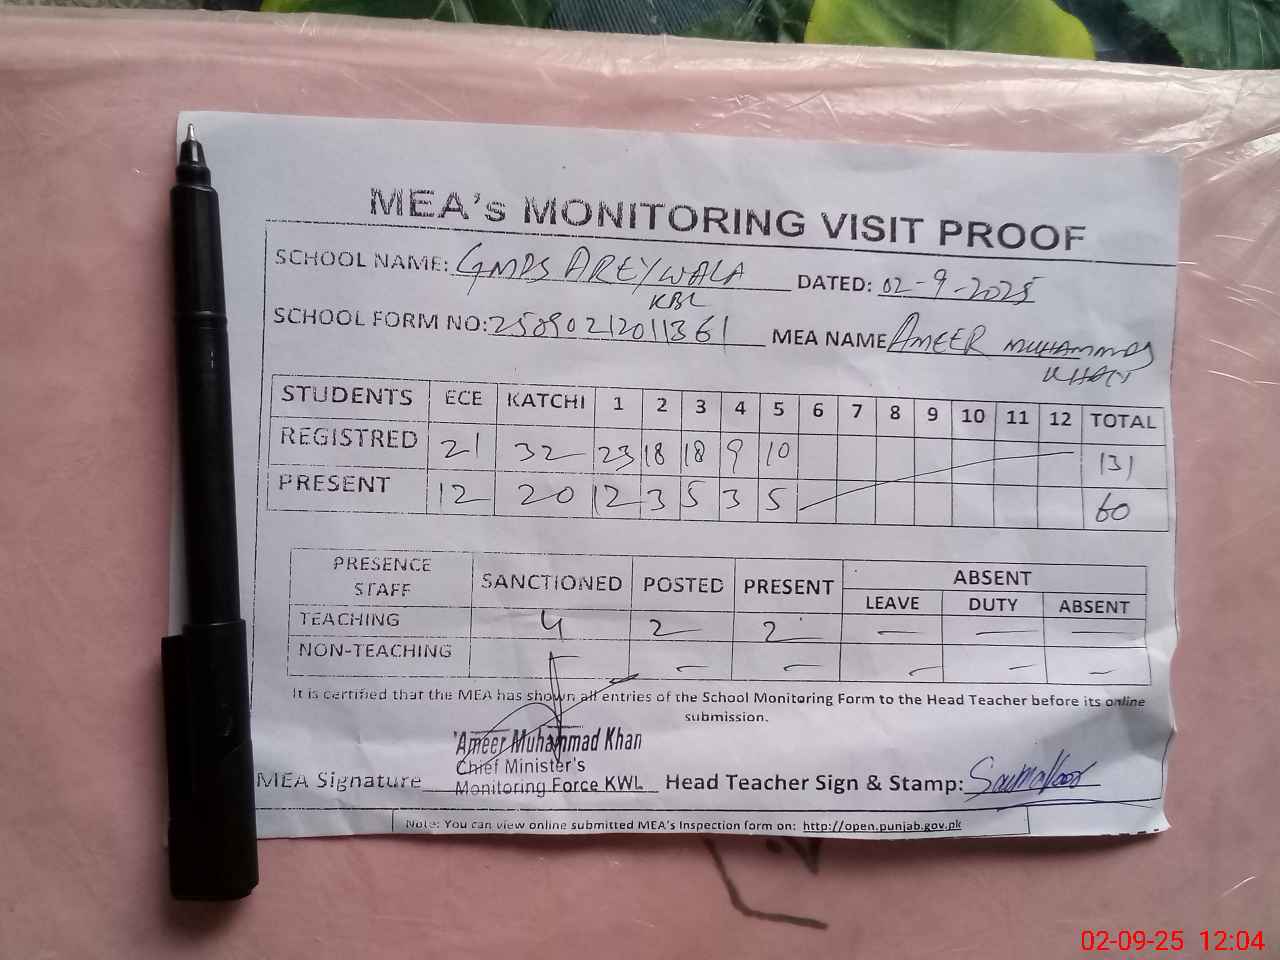 MEA's MONITORING VISIT PROOF
SCHOOL NAME: GMPS AREYWALA DATED: 02-9-2025
KBL
SCHOOL FORM NO: 2509021201361 MEA NAME AMEER MUHAMMAD
KHAN
STUDENTS ECE KATCHI 1 2 3 4 5 6 7 8 9 10 11 12 TOTAL
REGISTRED 21 32 23 18 18 9 10 131
PRESENT 12 20 12 3 5 3 5 60
PRESENCE STAFF SANCTIONED POSTED PRESENT ABSENT
LEAVE DUTY ABSENT
TEACHING 4 2 2 — — —
NON-TEACHING — — — — — —
It is certified that the MEA has shown all entries of the School Monitoring Form to the Head Teacher before its online
submission.
Ameer Muhammad Khan
Chief Minister's
MEA Signature Monitoring Force KWL Head Teacher Sign & Stamp:
Note: You can view online submitted MEA's Inspection form on: http://open.punjab.gov.pk
02-09-25 12:04